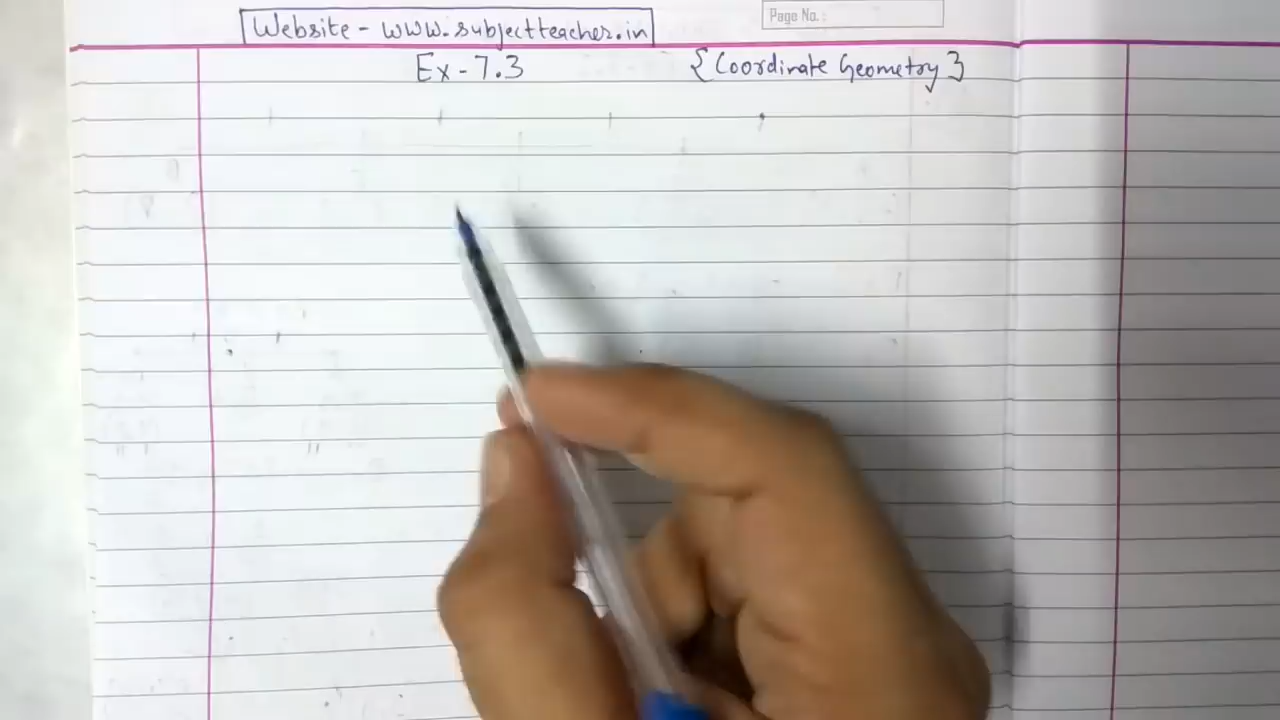 Website - www.subjectteacher.in
Page No. :
Ex - 7.3 {Coordinate Geometry}